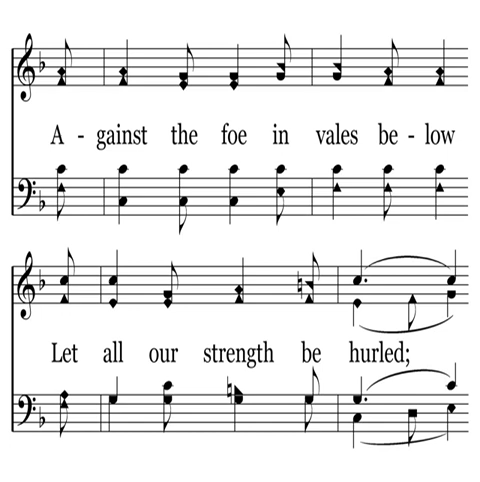 A - gainst the foe in vales be - low
Let all our strength be hurled;